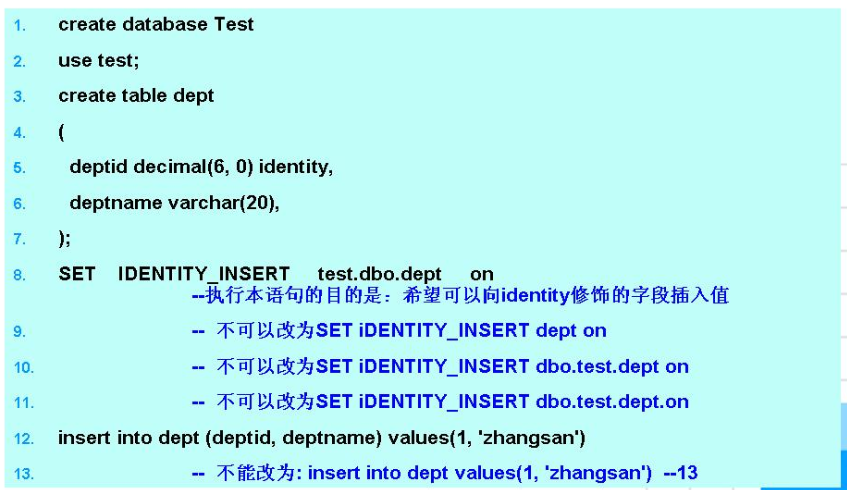 1. create database Test
2. use test;
3. create table dept
4. (
5. deptid decimal(6, 0) identity,
6. deptname varchar(20),
7. );
8. SET IDENTITY_INSERT test.dbo.dept on
--执行本语句的目的是：希望可以向identity修饰的字段插入值
9. -- 不可以改为SET iDENTITY_INSERT dept on
10. -- 不可以改为SET iDENTITY_INSERT dbo.test.dept on
11. -- 不可以改为SET iDENTITY_INSERT dbo.test.dept.on
12. insert into dept (deptid, deptname) values(1, 'zhangsan')
13. -- 不能改为: insert into dept values(1, 'zhangsan') --13